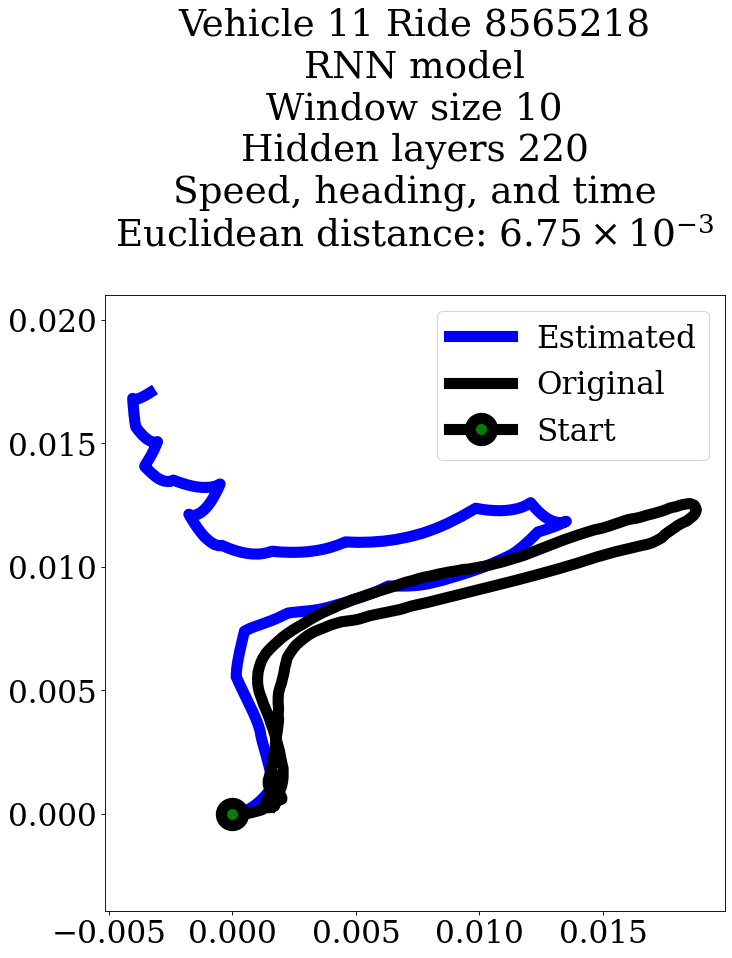 Vehicle 11 Ride 8565218
RNN model
Window size 10
Hidden layers 220
Speed, heading, and time
Euclidean distance: 6.75 × 10⁻³
Estimated
Original
Start
0.020
0.015
0.010
0.005
0.000
−0.005 0.000 0.005 0.010 0.015